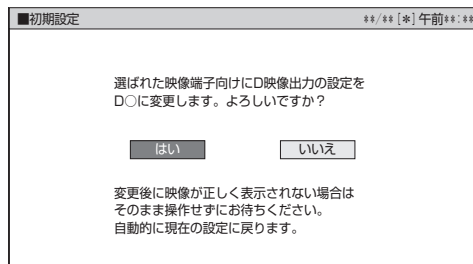 ■初期設定
**/** [*] 午前**:**
選ばれた映像端子向けにD映像出力の設定を
D○に変更します。よろしいですか？
はい
いいえ
変更後に映像が正しく表示されない場合は
そのまま操作せずにお待ちください。
自動的に現在の設定に戻ります。